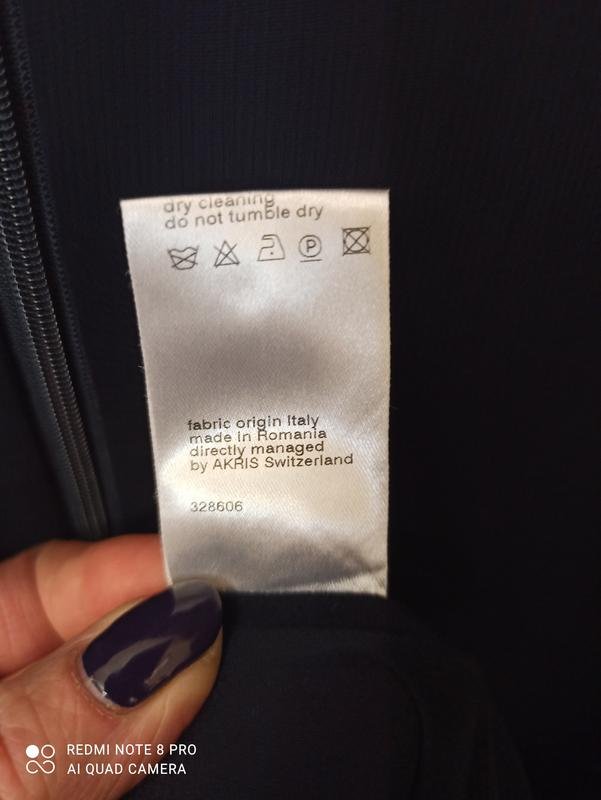 dry cleaning
do not tumble dry
P
fabric origin Italy
made in Romania
directly managed
by AKRIS Switzerland
328606
REDMI NOTE 8 PRO
AI QUAD CAMERA